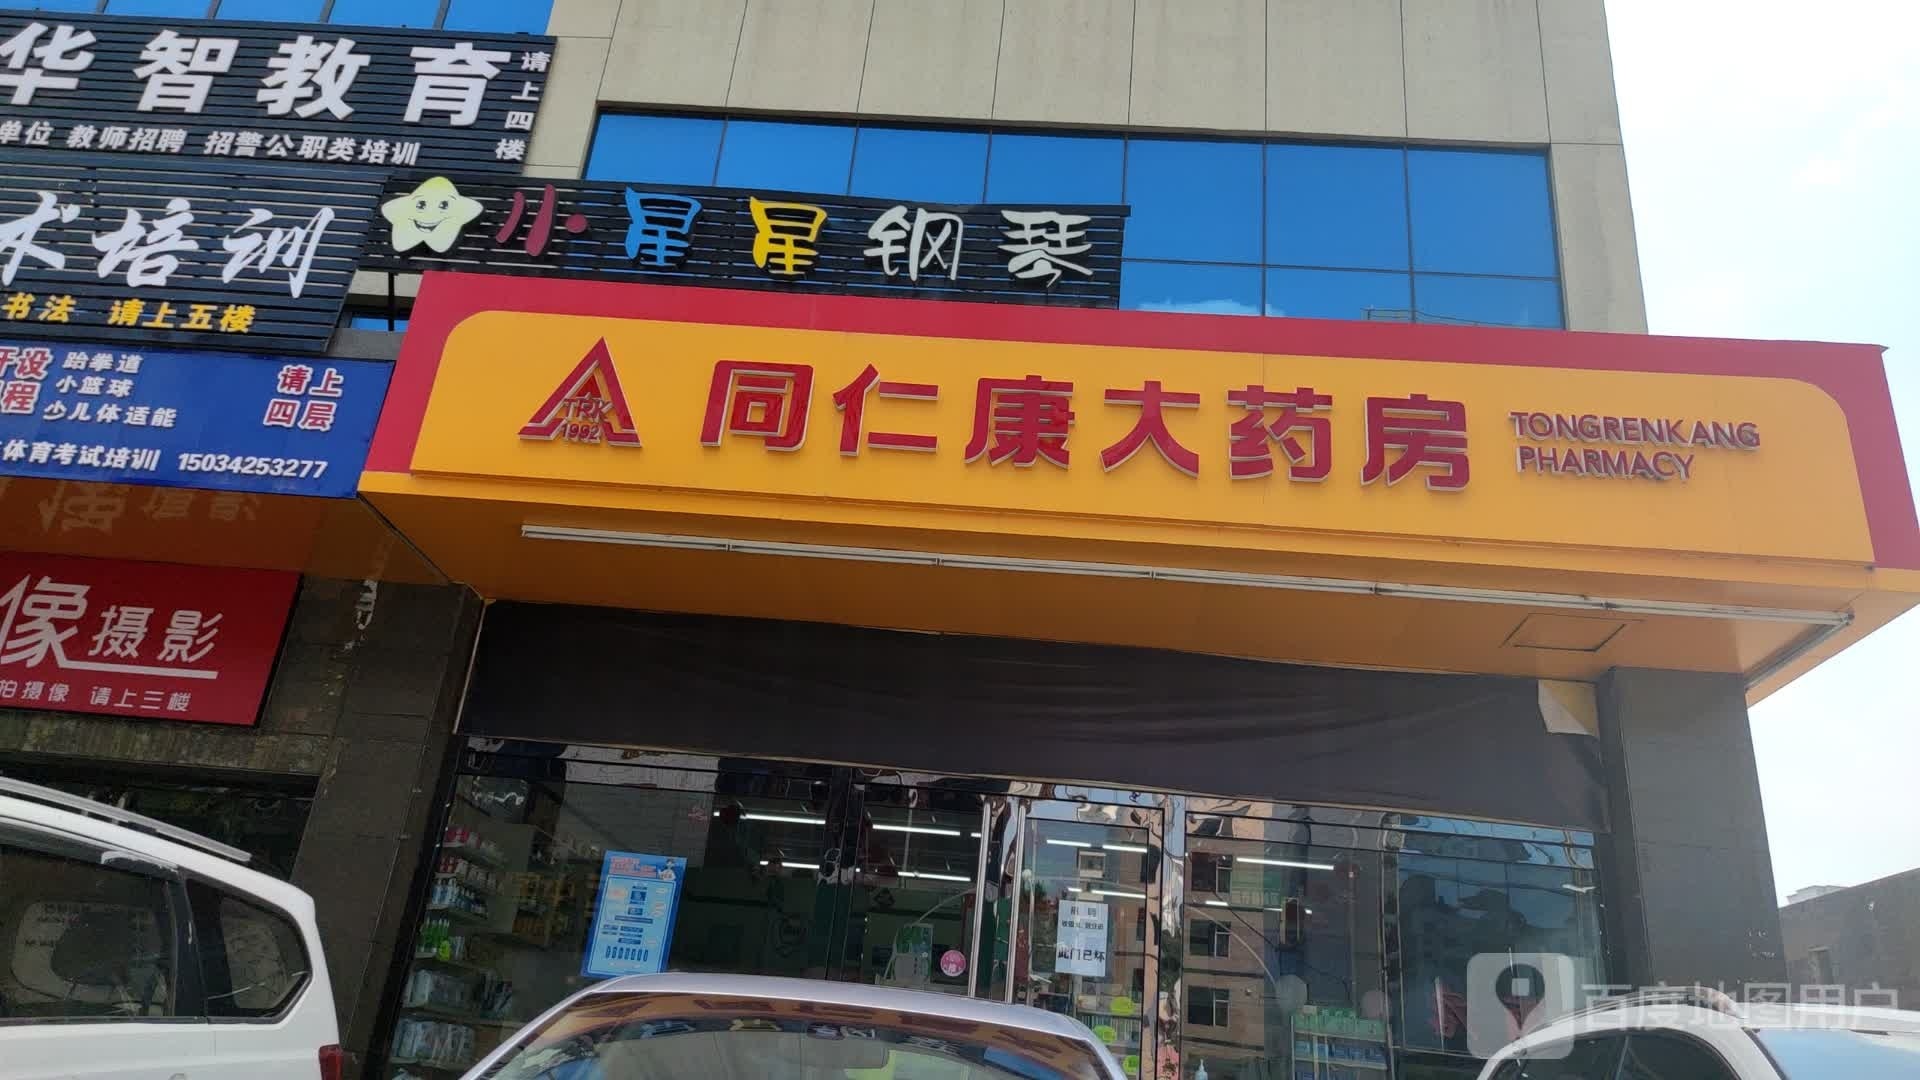 华智教育
请上四楼
单位 教师招聘 招警公职类培训
术培训
书法 请上五楼
小星星钢琴
开设 跆拳道
小篮球
程 少儿体适能
请上
四层
体育考试培训 15034253277
TRK
1992
同仁康大药房
TONGRENKANG
PHARMACY
像摄影
拍摄像 请上三楼
此门已坏
百度地图用户